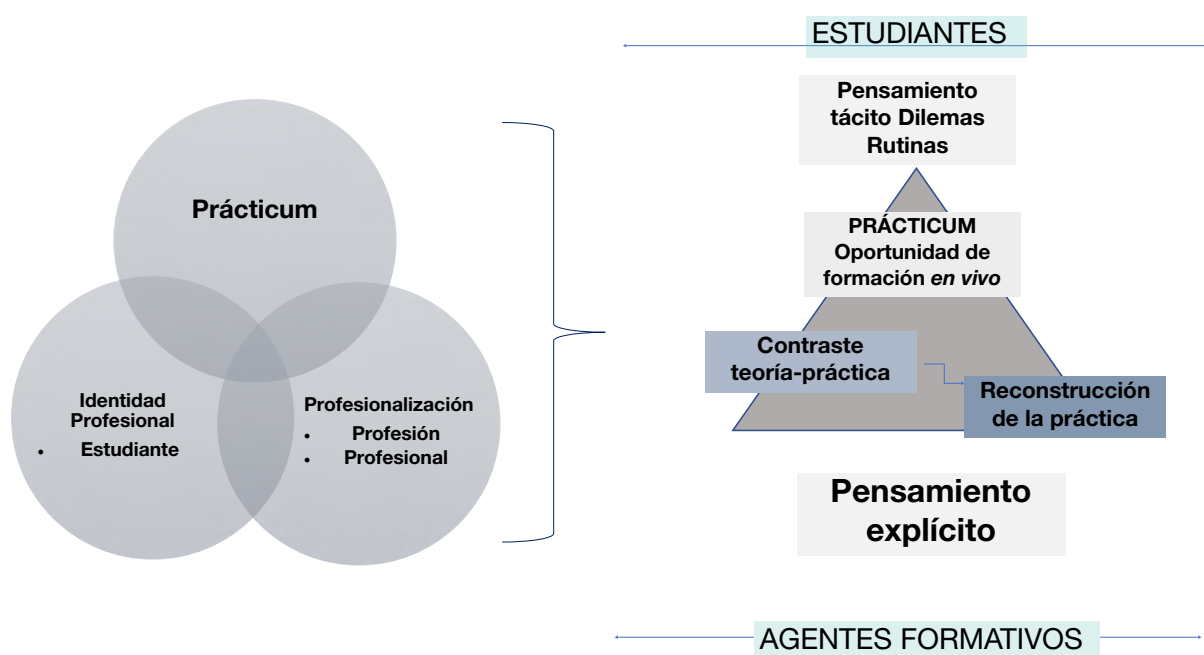 Prácticum
Identidad
Profesional
• Estudiante
Profesionalización
• Profesión
• Profesional
ESTUDIANTES
Pensamiento
tácito Dilemas
Rutinas
PRÁCTICUM
Oportunidad de
formación en vivo
Contraste
teoría-práctica
Reconstrucción
de la práctica
Pensamiento
explícito
AGENTES FORMATIVOS